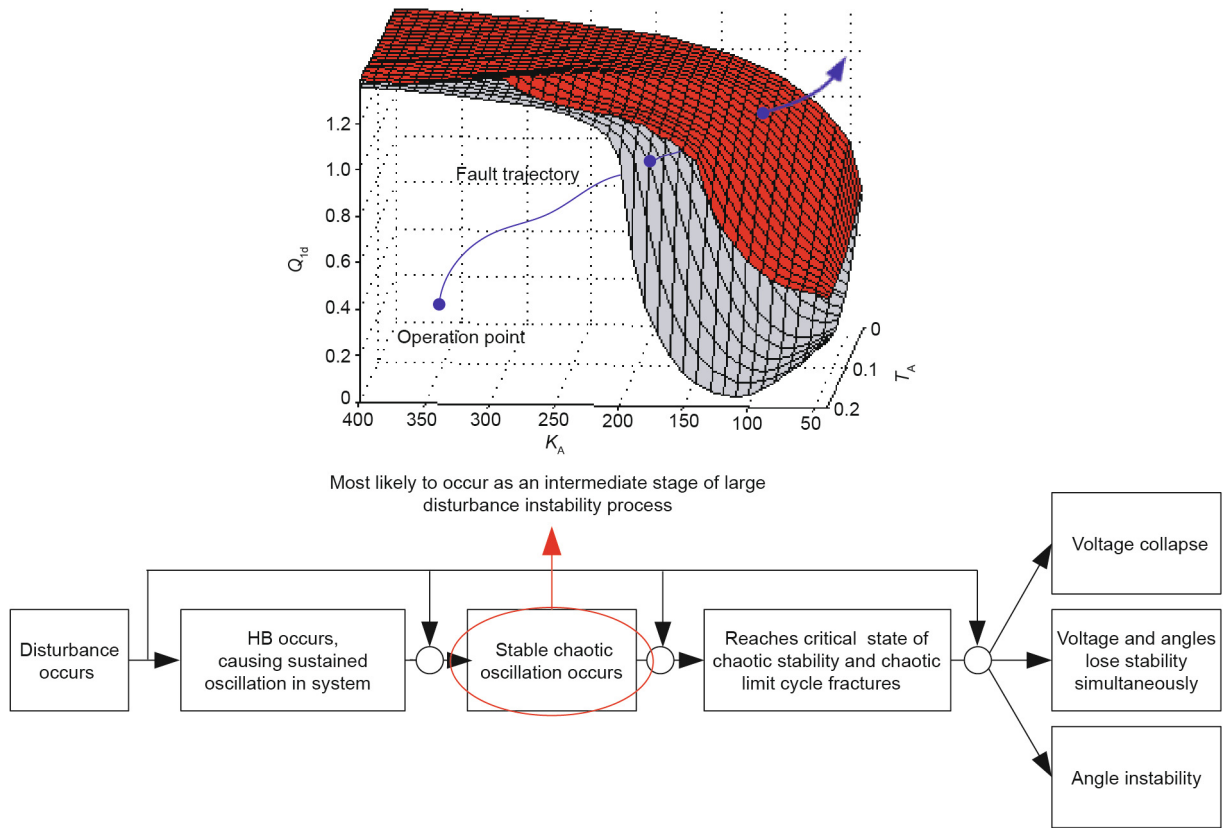 1.2
1.0
0.8
0.6
0.4
0.2
0
Q1d
Fault trajectory
Operation point
400 350 300 250 200 150 100 50
KA
0
0.1
0.2
TA
Most likely to occur as an intermediate stage of large
disturbance instability process
Disturbance
occurs
HB occurs,
causing sustained
oscillation in system
Stable chaotic
oscillation occurs
Reaches critical state of
chaotic stability and chaotic
limit cycle fractures
Voltage collapse
Voltage and angles
lose stability
simultaneously
Angle instability